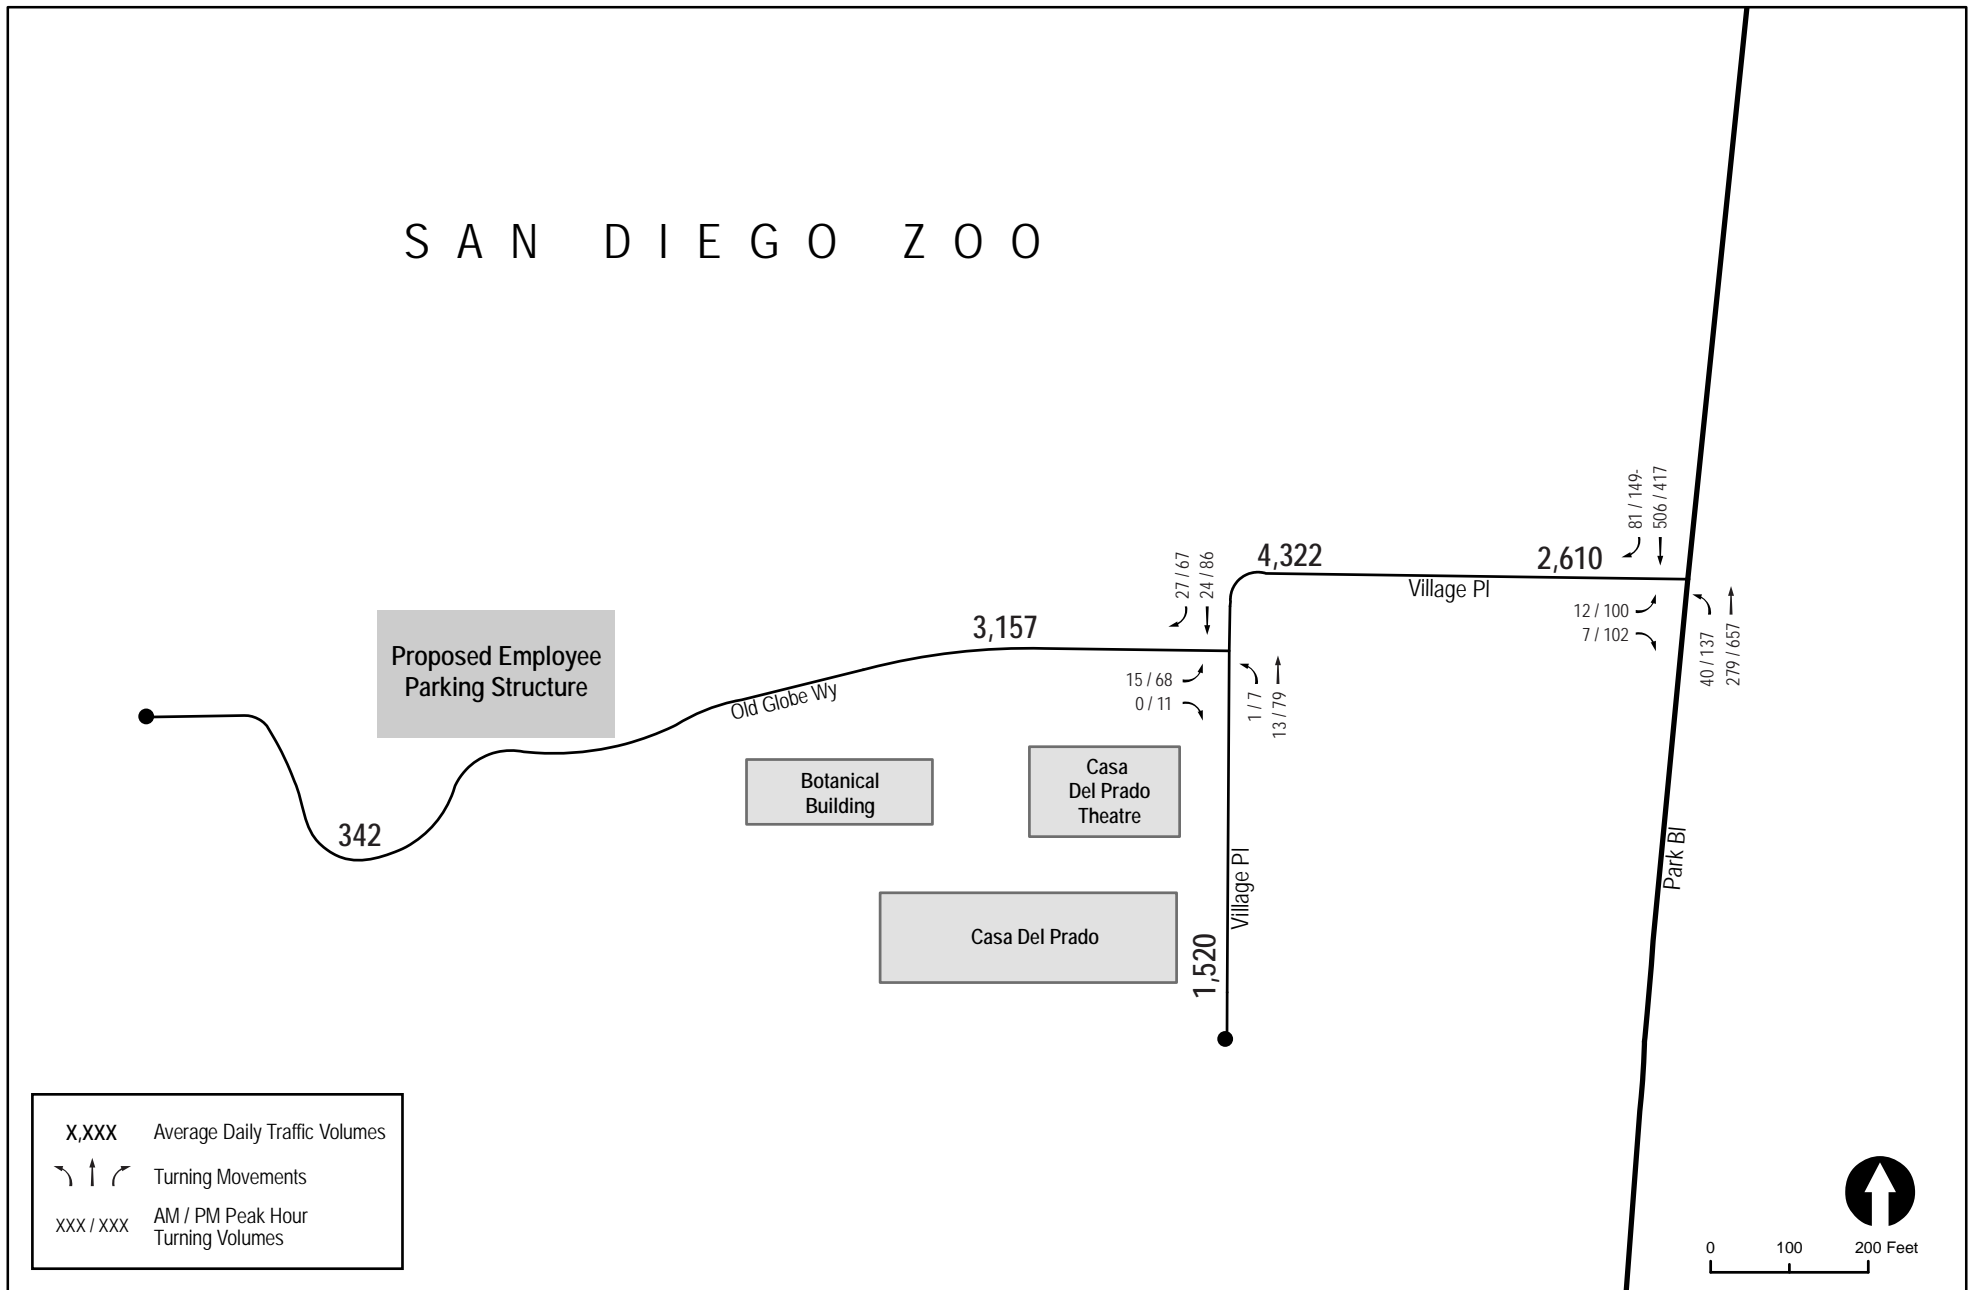 SAN DIEGO ZOO
81 / 149-
506 / 417
4,322
2,610
27 / 67
24 / 86
Village Pl
12 / 100
7 / 102
40 / 137
279 / 657
3,157
Proposed Employee
Parking Structure
15 / 68
0 / 11
1 / 7
13 / 79
Old Globe Wy
Botanical
Building
Casa
Del Prado
Theatre
342
Park Bl
Village Pl
Casa Del Prado
1,520
X,XXX Average Daily Traffic Volumes
Turning Movements
XXX / XXX AM / PM Peak Hour
Turning Volumes
0 100 200 Feet